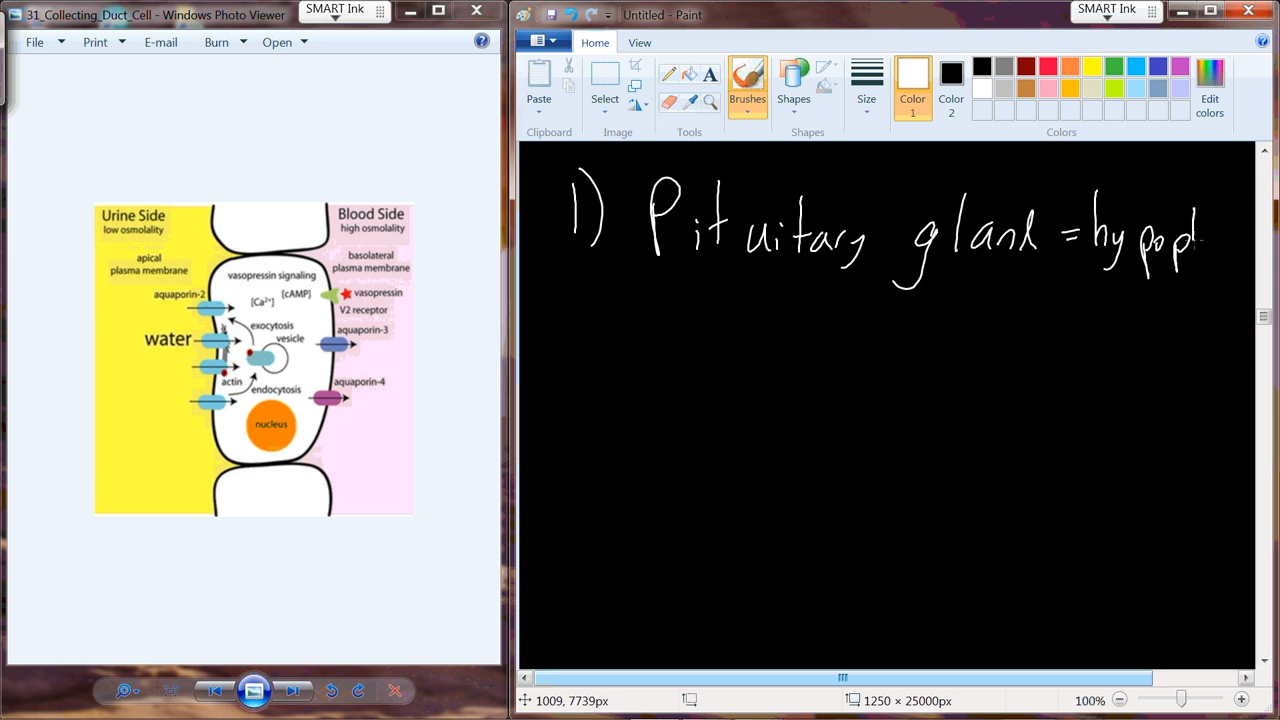 31_Collecting_Duct_Cell - Windows Photo Viewer
SMART Ink
File Print E-mail Burn Open
Urine Side
low osmolality
apical
plasma membrane
aquaporin-2
water
vasopressin signaling
[Ca2+]
[cAMP]
exocytosis
vesicle
actin
endocytosis
nucleus
Blood Side
high osmolality
basolateral
plasma membrane
vasopressin
V2 receptor
aquaporin-3
aquaporin-4
Untitled - Paint
SMART Ink
Home View
Paste
Clipboard
Select
Image
Tools
Brushes
Shapes
Shapes
Size
Color
1
Color
2
Edit
colors
Colors
1) Pituitary gland = hypoph
1009, 7739px
1250 × 25000px
100%